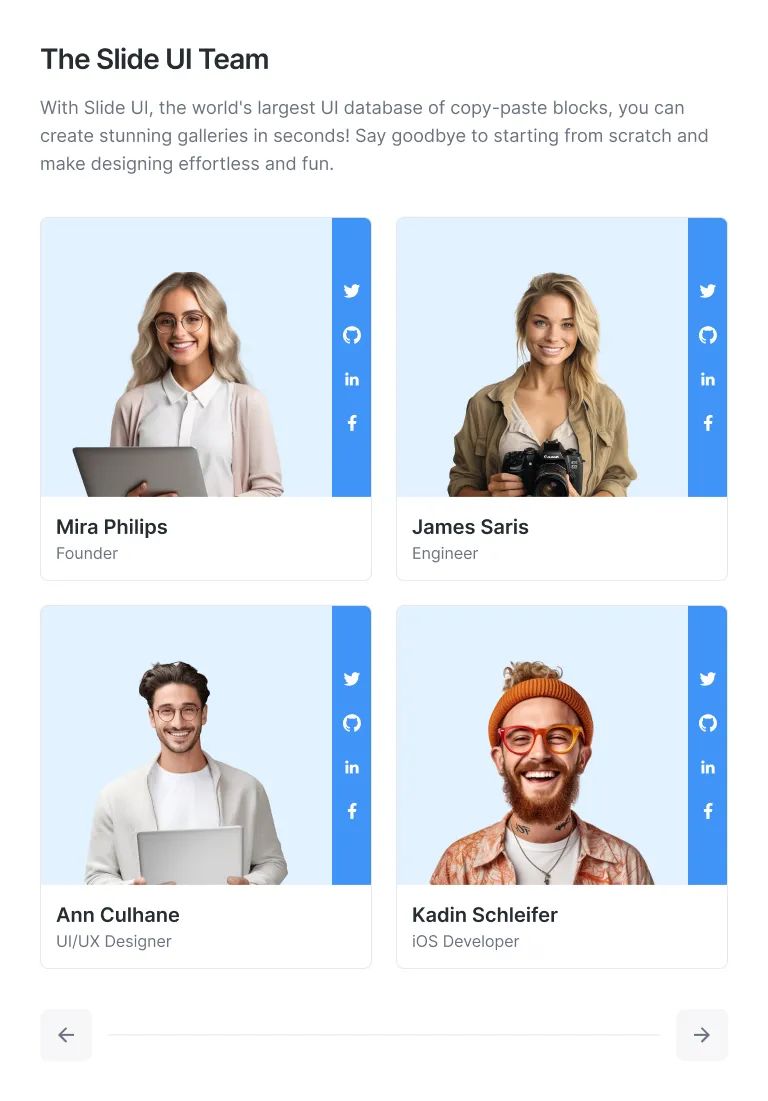 The Slide UI Team
With Slide UI, the world's largest UI database of copy-paste blocks, you can
create stunning galleries in seconds! Say goodbye to starting from scratch and
make designing effortless and fun.
in
f
in
f
Canon
Mira Philips
Founder
James Saris
Engineer
in
f
in
f
Ann Culhane
UI/UX Designer
Kadin Schleifer
iOS Developer